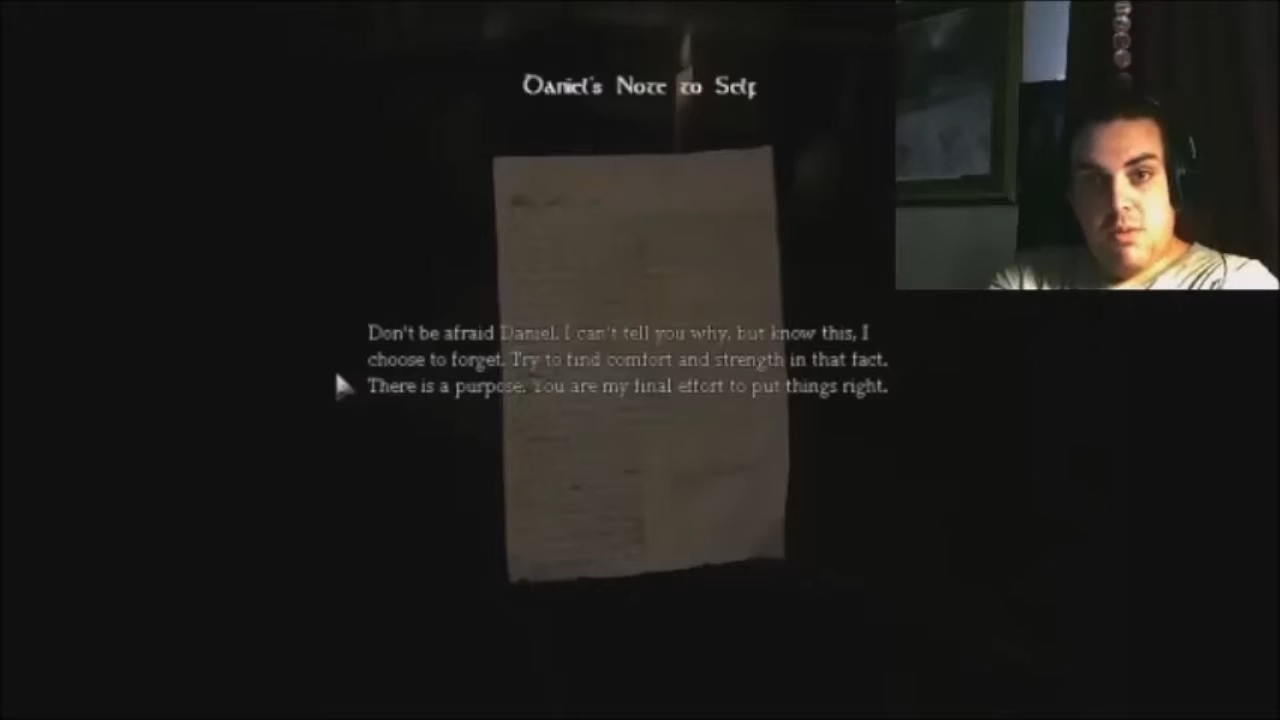 Daniel's Note to Self
Don't be afraid Daniel. I can't tell you why, but know this, I
choose to forget. Try to find comfort and strength in that fact.
There is a purpose. You are my final effort to put things right.